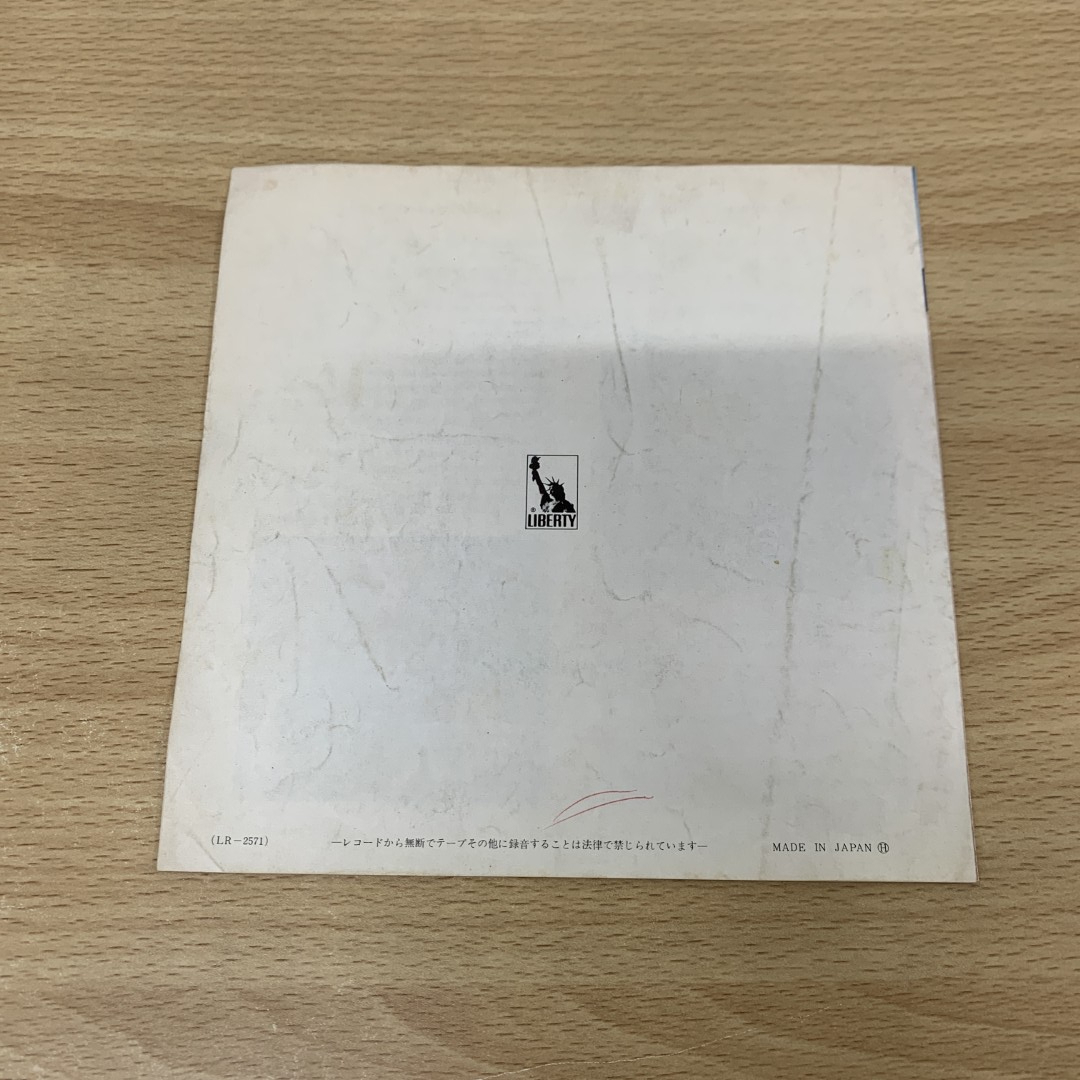 ® LIBERTY
(LR-2571)
―レコードから無断でテープその他に録音することは法律で禁じられています―
MADE IN JAPAN Ⓗ